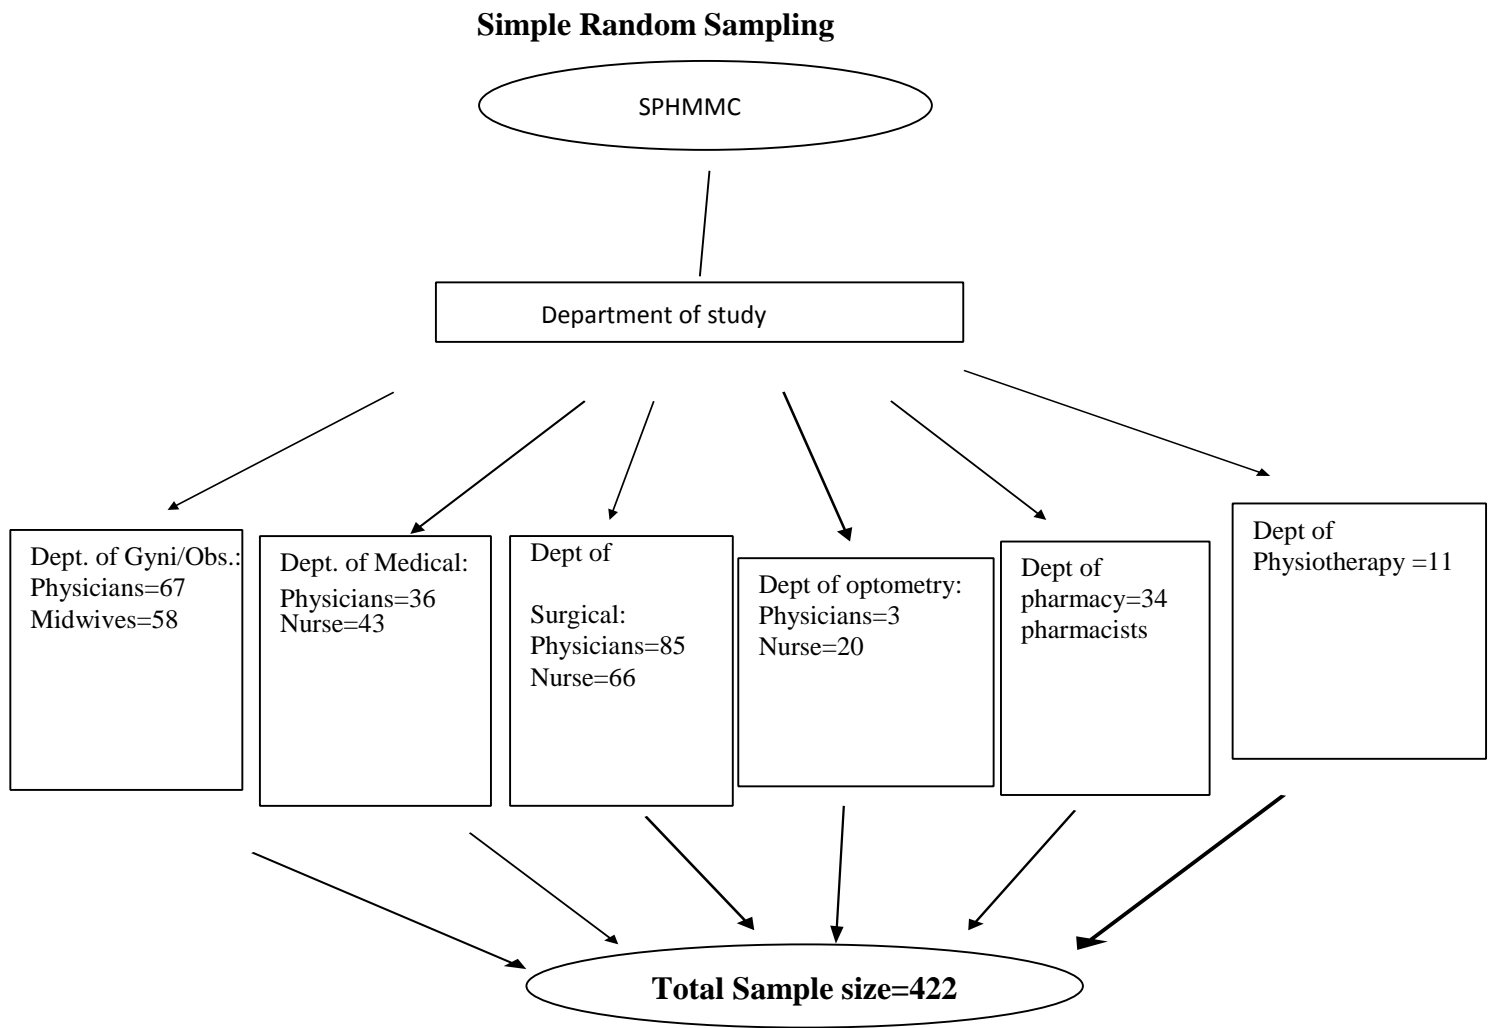 Simple Random Sampling
SPHMMC
Department of study
Dept. of Gyni/Obs.:
Physicians=67
Midwives=58
Dept. of Medical:
Physicians=36
Nurse=43
Dept of
Surgical:
Physicians=85
Nurse=66
Dept of optometry:
Physicians=3
Nurse=20
Dept of
pharmacy=34
pharmacists
Dept of
Physiotherapy =11
Total Sample size=422